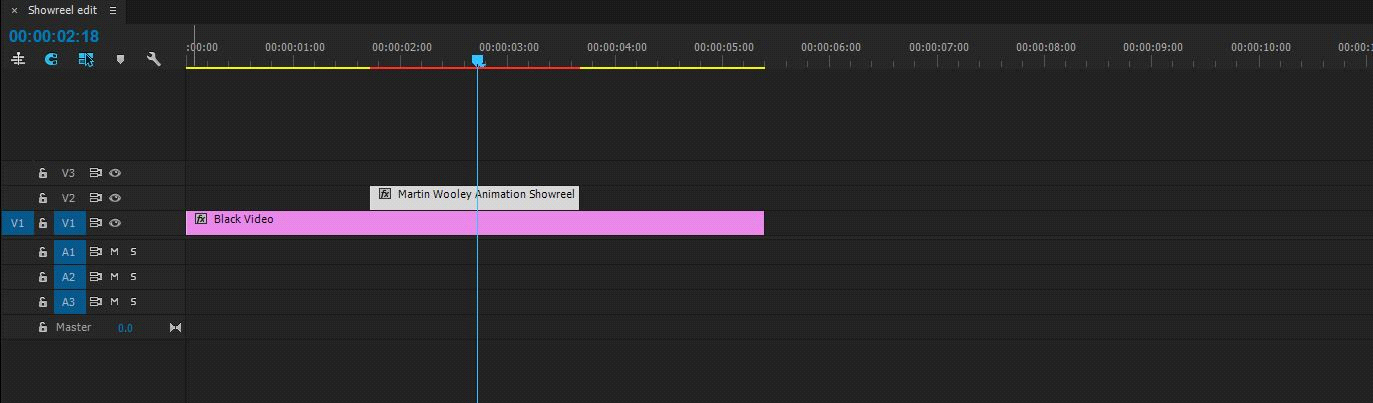 × Showreel edit
00:00:02:18
:00:00 00:00:01:00 00:00:02:00 00:00:03:00 00:00:04:00 00:00:05:00 00:00:06:00 00:00:07:00 00:00:08:00 00:00:09:00 00:00:10:00
V3
V2 fx Martin Wooley Animation Showreel
V1 V1 fx Black Video
A1 M S
A2 M S
A3 M S
Master 0.0